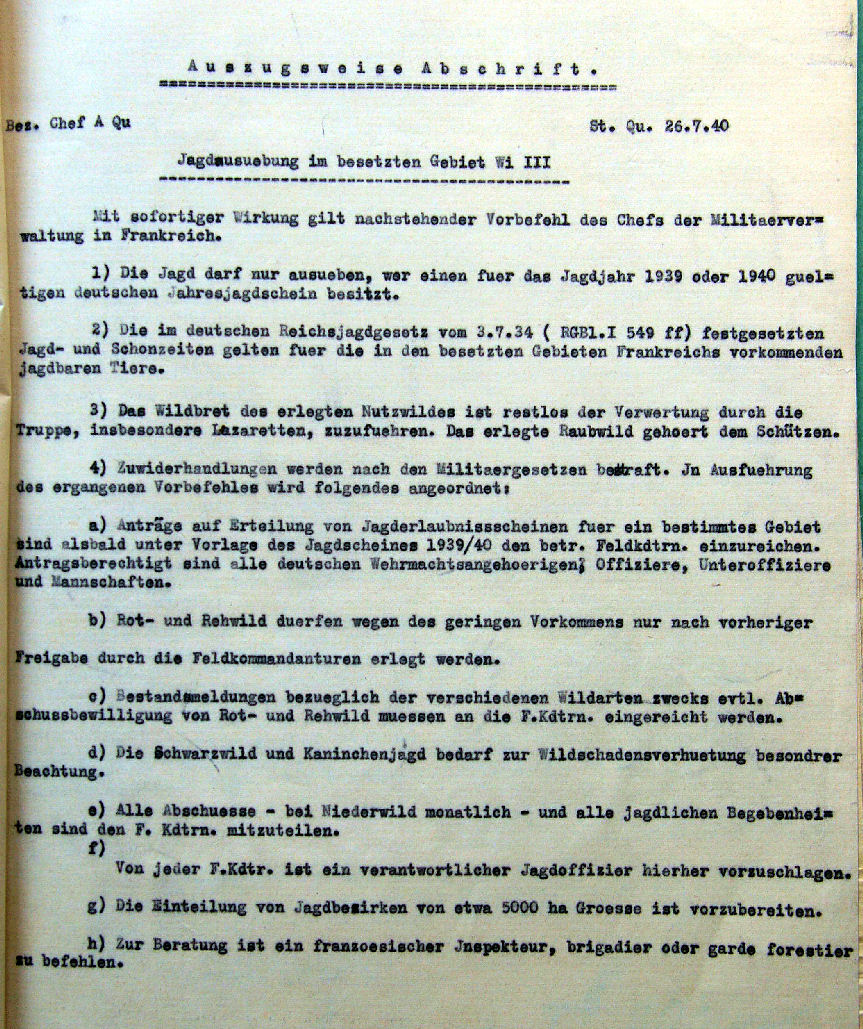 Auszugsweise Abschrift.
Bez. Chef A Qu St. Qu. 26.7.40
Jagdausuebung im besetzten Gebiet Wi III
Mit sofortiger Wirkung gilt nachstehender Vorbefehl des Chefs der Militaerver=
waltung in Frankreich.
1) Die Jagd darf nur ausueben, wer einen fuer das Jagdjahr 1939 oder 1940 guel=
tigen deutschen Jahresjagdschein besitzt.
2) Die im deutschen Reichsjagdgesetz vom 3.7.34 ( RGBl.I 549 ff) festgesetzten
Jagd- und Schonzeiten gelten fuer die in den besetzten Gebieten Frankreichs vorkommenden
jagdbaren Tiere.
3) Das Wildbret des erlegten Nutzwildes ist restlos der Verwertung durch die
Truppe, insbesondere Lazaretten, zuzufuehren. Das erlegte Raubwild gehoert dem Schützen.
4) Zuwiderhandlungen werden nach den Militaergesetzen bestraft. Jn Ausfuehrung
des ergangenen Vorbefehles wird folgendes angeordnet:
a) Anträge auf Erteilung von Jagderlaubnissscheinen fuer ein bestimmtes Gebiet
sind alsbald unter Vorlage des Jagdscheines 1939/40 den betr. Feldkdtrn. einzureichen.
Antragsberechtigt sind alle deutschen Wehrmachtsangehoerigen; Offiziere, Unteroffiziere
und Mannschaften.
b) Rot- und Rehwild duerfen wegen des geringen Vorkommens nur nach vorheriger
Freigabe durch die Feldkommandanturen erlegt werden.
c) Bestandsmeldungen bezueglich der verschiedenen Wildarten zwecks evtl. Ab=
schussbewilligung von Rot- und Rehwild muessen an die F.Kdtrn. eingereicht werden.
d) Die Schwarzwild und Kaninchenjagd bedarf zur Wildschadensverhuetung besondrer
Beachtung.
e) Alle Abschuesse - bei Niederwild monatlich - und alle jagdlichen Begebenhei=
ten sind den F. Kdtrn. mitzuteilen.
f)
Von jeder F.Kdtr. ist ein verantwortlicher Jagdoffizier hierher vorzuschlagen.
g) Die Einteilung von Jagdbezirken von etwa 5000 ha Groesse ist vorzubereiten.
h) Zur Beratung ist ein franzoesischer Jnspekteur, brigadier oder garde forestier
zu befehlen.